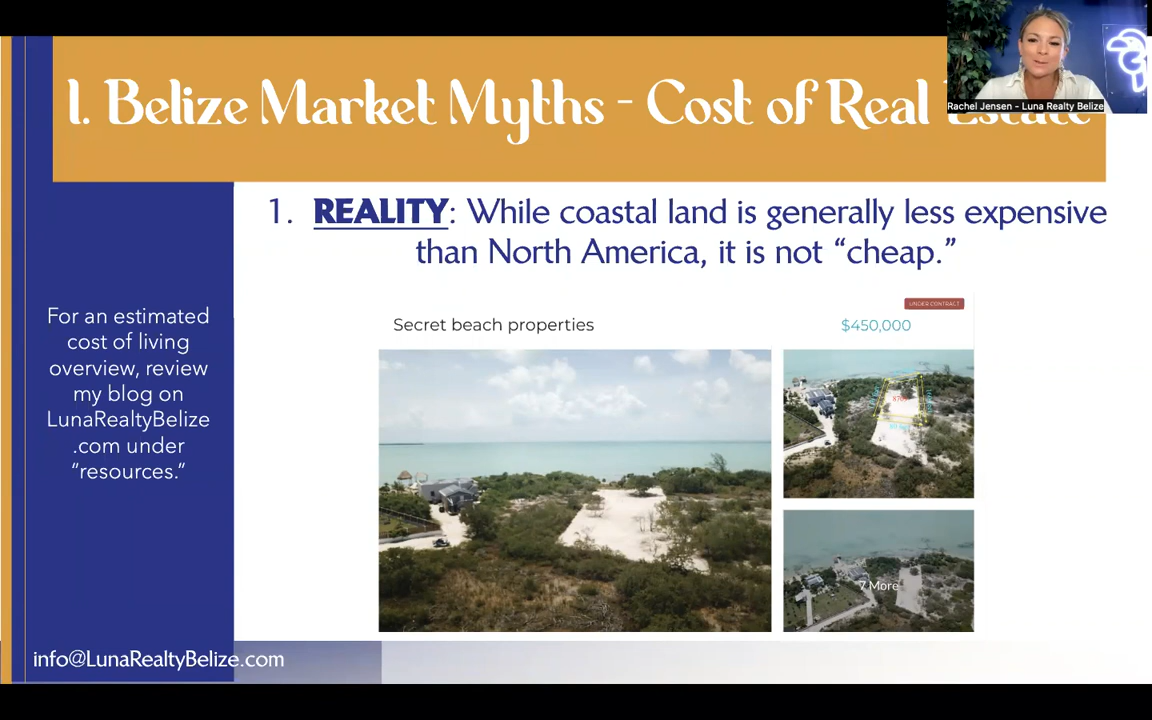 I. Belize Market Myths - Cost of Real Estate
Rachel Jensen - Luna Realty Belize
1. REALITY: While coastal land is generally less expensive
than North America, it is not “cheap.”
For an estimated
cost of living
overview, review
my blog on
LunaRealtyBelize
.com under
“resources.”
UNDER CONTRACT
Secret beach properties
$450,000
7 More
info@LunaRealtyBelize.com